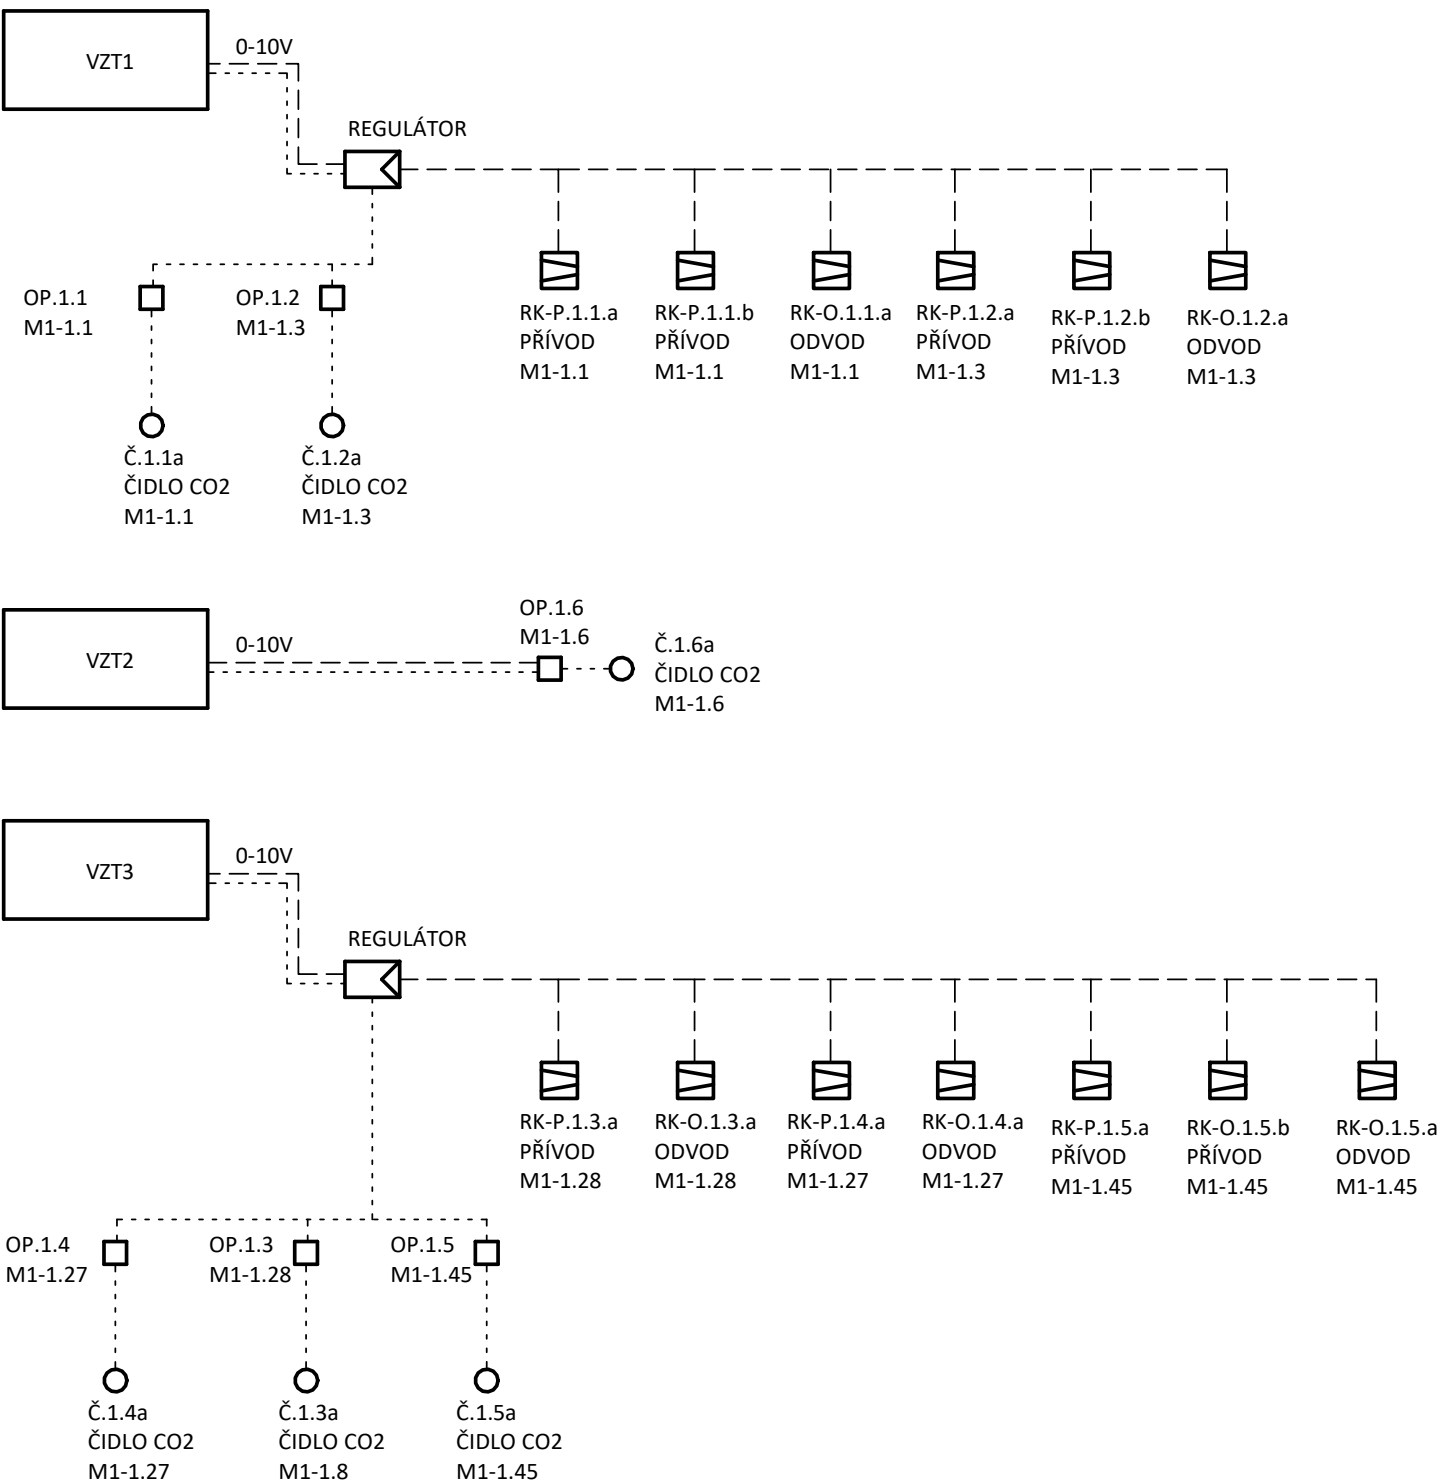 VZT1
0-10V
REGULÁTOR
OP.1.1
M1-1.1
OP.1.2
M1-1.3
RK-P.1.1.a
PŘÍVOD
M1-1.1
RK-P.1.1.b
PŘÍVOD
M1-1.1
RK-O.1.1.a
ODVOD
M1-1.1
RK-P.1.2.a
PŘÍVOD
M1-1.3
RK-P.1.2.b
PŘÍVOD
M1-1.3
RK-O.1.2.a
ODVOD
M1-1.3
Č.1.1a
ČIDLO CO2
M1-1.1
Č.1.2a
ČIDLO CO2
M1-1.3
VZT2
0-10V
OP.1.6
M1-1.6
Č.1.6a
ČIDLO CO2
M1-1.6
VZT3
0-10V
REGULÁTOR
RK-P.1.3.a
PŘÍVOD
M1-1.28
RK-O.1.3.a
ODVOD
M1-1.28
RK-P.1.4.a
PŘÍVOD
M1-1.27
RK-O.1.4.a
ODVOD
M1-1.27
RK-P.1.5.a
PŘÍVOD
M1-1.45
RK-O.1.5.b
PŘÍVOD
M1-1.45
RK-O.1.5.a
ODVOD
M1-1.45
OP.1.4
M1-1.27
OP.1.3
M1-1.28
OP.1.5
M1-1.45
Č.1.4a
ČIDLO CO2
M1-1.27
Č.1.3a
ČIDLO CO2
M1-1.8
Č.1.5a
ČIDLO CO2
M1-1.45